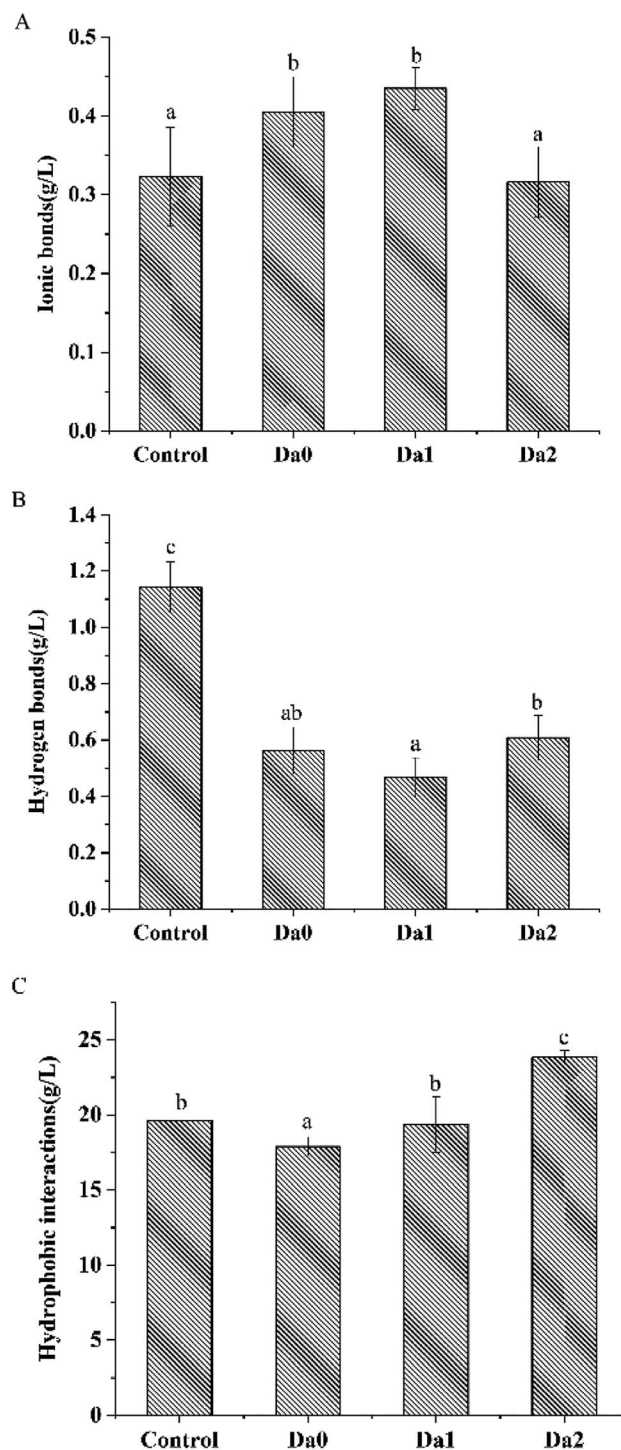 A
Ionic bonds(g/L)
0.5
0.4
0.3
0.2
0.1
0.0
a
b
b
a
Control Da0 Da1 Da2
B
Hydrogen bonds(g/L)
1.4
1.2
1.0
0.8
0.6
0.4
0.2
0.0
c
ab
a
b
Control Da0 Da1 Da2
C
Hydrophobic interactions(g/L)
25
20
15
10
5
0
b
a
b
c
Control Da0 Da1 Da2